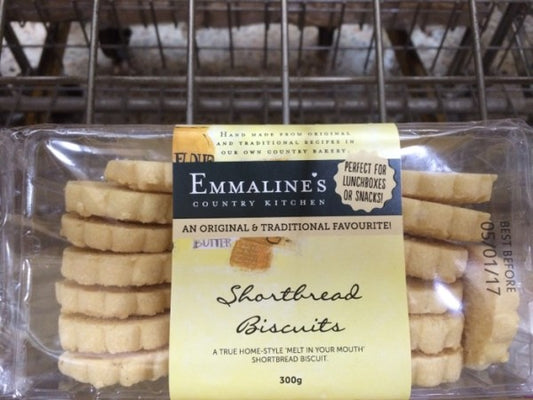 HAND MADE FROM ORIGINAL
AND TRADITIONAL RECIPES IN
OUR OWN COUNTRY BAKERY.
FLOUR
EMMALINE'S
COUNTRY KITCHEN
PERFECT FOR
LUNCHBOXES
OR SNACKS!
AN ORIGINAL & TRADITIONAL FAVOURITE!
BUTTER
Shortbread
Biscuits
A TRUE HOME-STYLE 'MELT IN YOUR MOUTH'
SHORTBREAD BISCUIT.
300g
BEST BEFORE
05/01/17